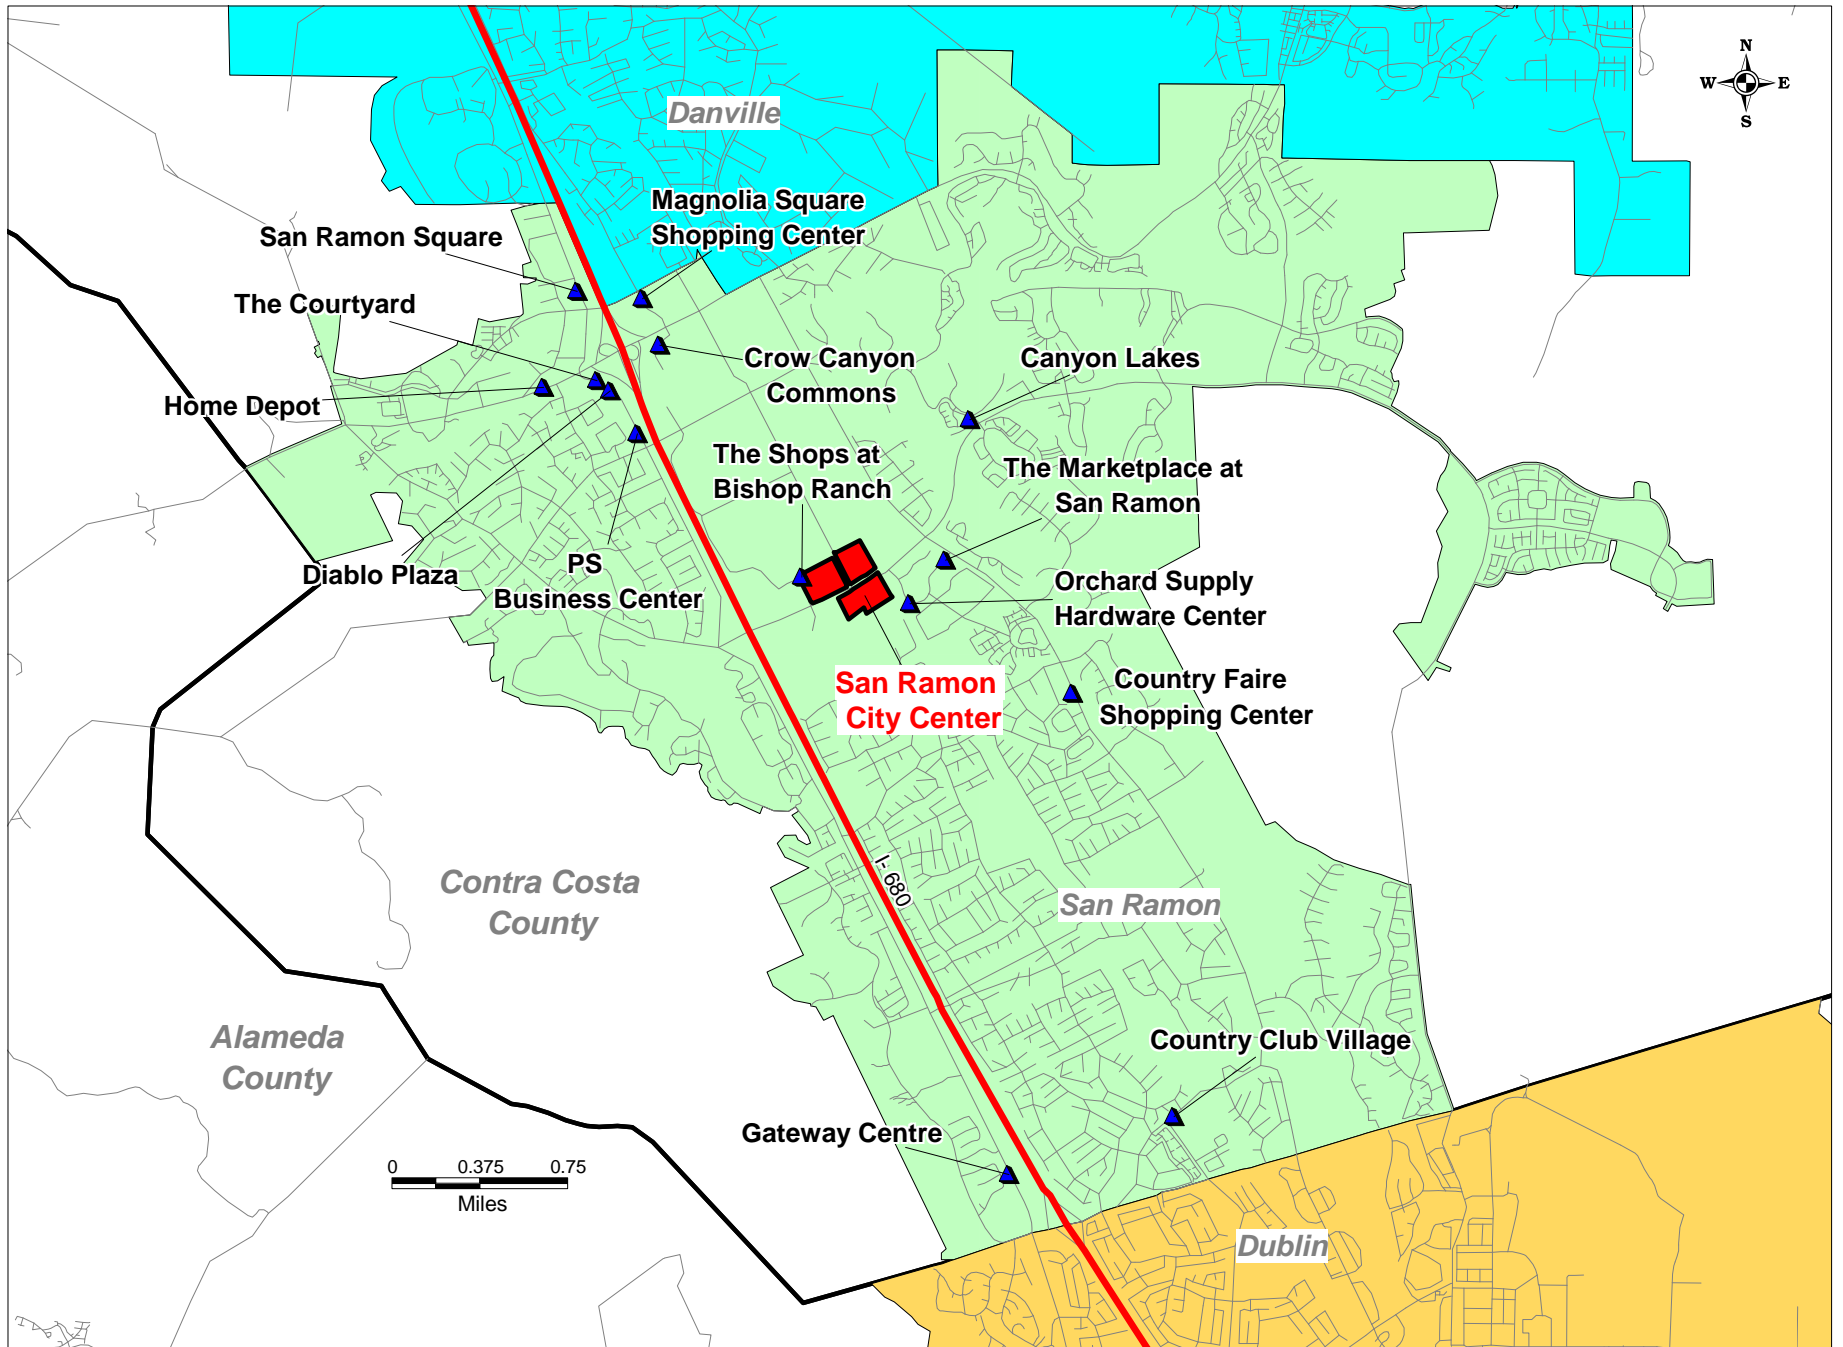 N
W E
S
Danville
Magnolia Square
Shopping Center
San Ramon Square
The Courtyard
Crow Canyon
Commons
Canyon Lakes
Home Depot
The Shops at
Bishop Ranch
The Marketplace at
San Ramon
Diablo Plaza
PS
Business Center
Orchard Supply
Hardware Center
San Ramon
City Center
Country Faire
Shopping Center
I-680
Contra Costa
County
San Ramon
Alameda
County
Country Club Village
Gateway Centre
0 0.375 0.75
Miles
Dublin